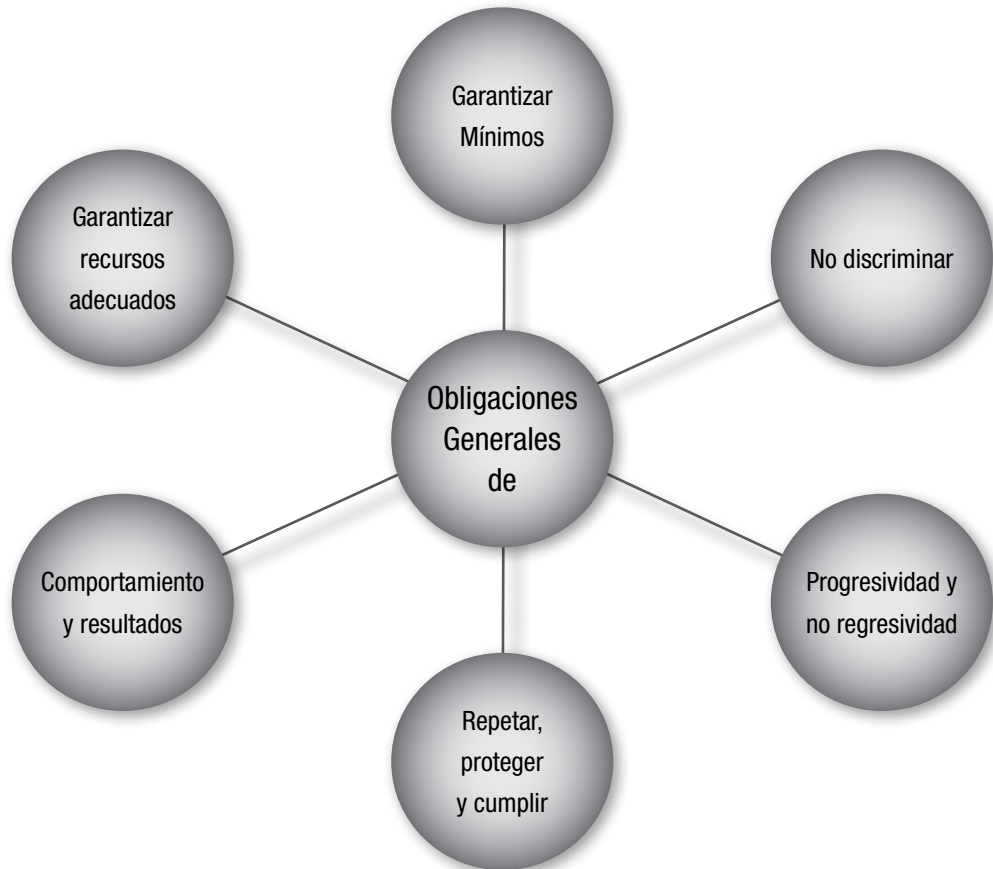 Garantizar
Mínimos
Garantizar
recursos
adecuados
No discriminar
Obligaciones
Generales
de
Comportamiento
y resultados
Progresividad y
no regresividad
Repetar,
proteger
y cumplir